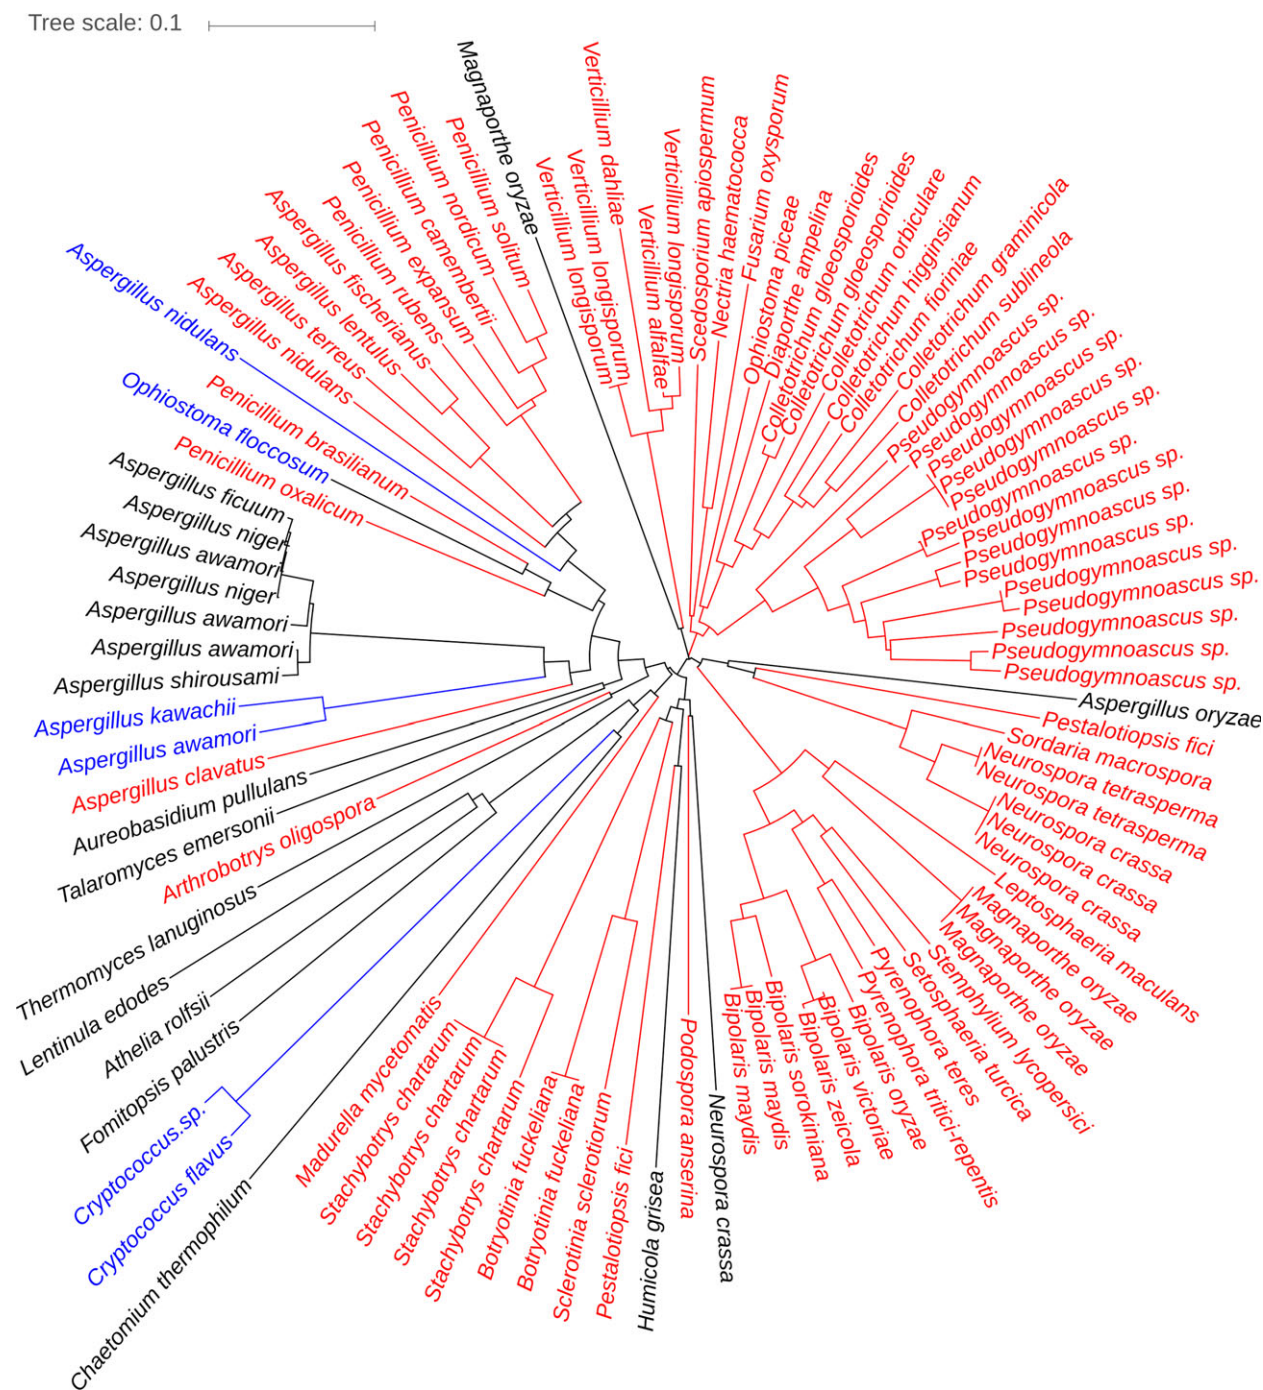 Tree scale: 0.1
Magnaporthe oryzae
Verticillium longisporum
Verticillium longisporum
Verticillium dahliae
Verticillium alfalfae
Verticillium longisporum
Scedosporium apiospermum
Nectria haematococca
Fusarium oxysporum
Ophiostoma piceae
Diaporthe ampelina
Colletotrichum gloeosporioides
Colletotrichum gloeosporioides
Colletotrichum orbiculare
Colletotrichum higginsianum
Colletotrichum fioriniae
Colletotrichum graminicola
Colletotrichum sublineola
Pseudogymnoascus sp.
Pseudogymnoascus sp.
Pseudogymnoascus sp.
Pseudogymnoascus sp.
Pseudogymnoascus sp.
Pseudogymnoascus sp.
Pseudogymnoascus sp.
Pseudogymnoascus sp.
Pseudogymnoascus sp.
Pseudogymnoascus sp.
Pseudogymnoascus sp.
Pseudogymnoascus sp.
Pseudogymnoascus sp.
Pseudogymnoascus sp.
Aspergillus oryzae
Pestalotiopsis fici
Sordaria macrospora
Neurospora tetrasperma
Neurospora tetrasperma
Neurospora crassa
Neurospora crassa
Neurospora crassa
Leptosphaeria maculans
Magnaporthe oryzae
Magnaporthe oryzae
Magnaporthe oryzae
Stemphylium lycopersici
Setosphaeria turcica
Pyrenophora teres
Pyrenophora tritici-repentis
Bipolaris oryzae
Bipolaris victoriae
Bipolaris zeicola
Bipolaris sorokiniana
Bipolaris maydis
Bipolaris maydis
Neurospora crassa
Podospora anserina
Humicola grisea
Pestalotiopsis fici
Sclerotinia sclerotiorum
Botryotinia fuckeliana
Botryotinia fuckeliana
Stachybotrys chartarum
Stachybotrys chartarum
Stachybotrys chartarum
Stachybotrys chartarum
Madurella mycetomatis
Chaetomium thermophilum
Cryptococcus flavus
Cryptococcus.sp.
Fomitopsis palustris
Athelia rolfsii
Lentinula edodes
Thermomyces lanuginosus
Arthrobotrys oligospora
Talaromyces emersonii
Aureobasidium pullulans
Aspergillus clavatus
Aspergillus awamori
Aspergillus kawachii
Aspergillus shirousami
Aspergillus awamori
Aspergillus awamori
Aspergillus niger
Aspergillus awamori
Aspergillus niger
Aspergillus ficuum
Penicillium oxalicum
Ophiostoma floccosum
Penicillium brasilianum
Aspergillus nidulans
Aspergillus nidulans
Aspergillus terreus
Aspergillus lentulus
Aspergillus fischerianus
Penicillium rubens
Penicillium expansum
Penicillium camembertii
Penicillium nordicum
Penicillium solitum